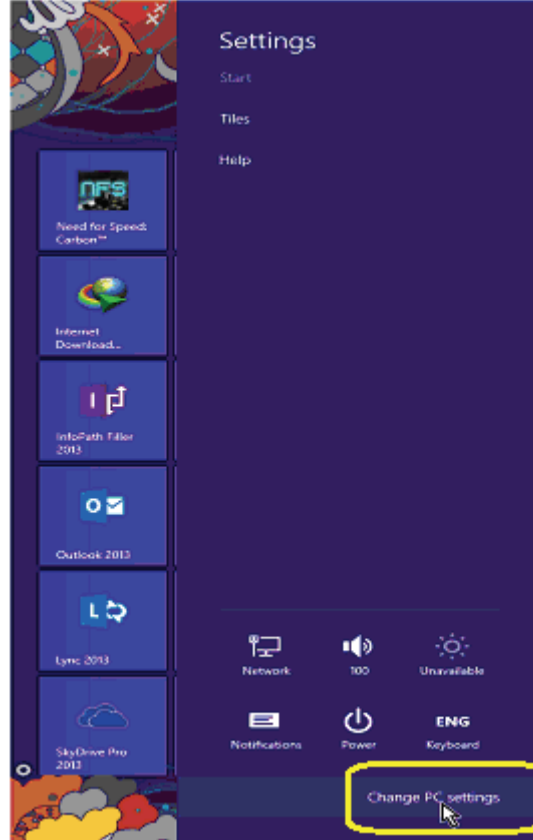 Settings
Start
Tiles
Help
NFS
Need for Speed
Carbon™
Internet
Download...
InfoPath Filler
2013
Outlook 2013
Lync 2013
SkyDrive Pro
2013
Network
100
Unavailable
Notifications
Power
ENG
Keyboard
Change PC settings